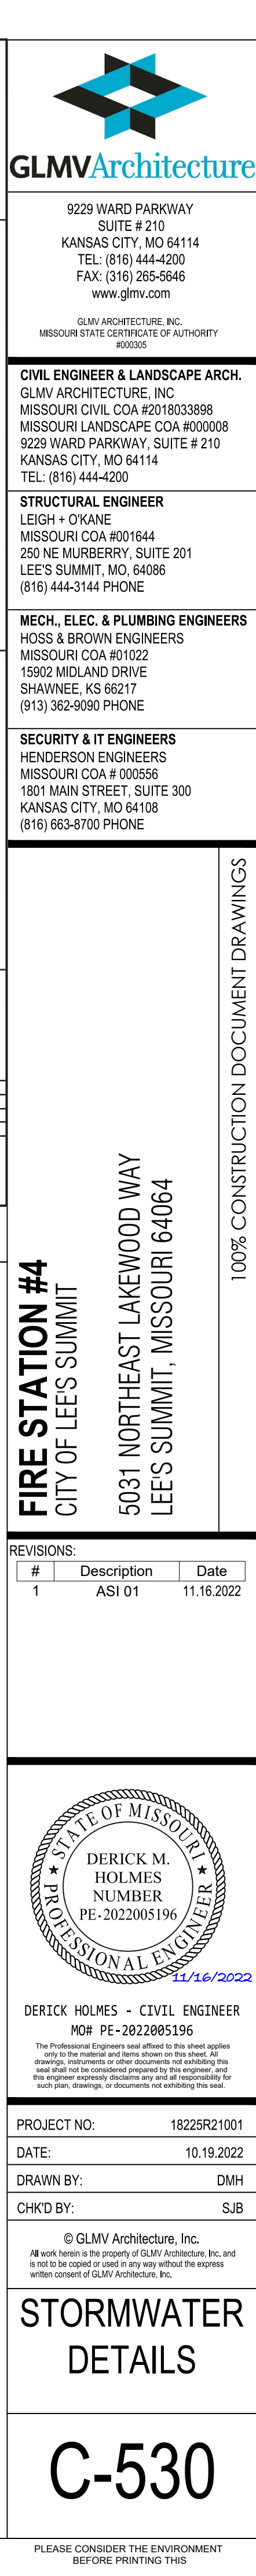 GLMVArchitecture
9229 WARD PARKWAY
SUITE # 210
KANSAS CITY, MO 64114
TEL: (816) 444-4200
FAX: (316) 265-5646
www.glmv.com
GLMV ARCHITECTURE, INC.
MISSOURI STATE CERTIFICATE OF AUTHORITY
#000305
CIVIL ENGINEER & LANDSCAPE ARCH.
GLMV ARCHITECTURE, INC
MISSOURI CIVIL COA #2018033898
MISSOURI LANDSCAPE COA #000008
9229 WARD PARKWAY, SUITE # 210
KANSAS CITY, MO 64114
TEL: (816) 444-4200
STRUCTURAL ENGINEER
LEIGH + O'KANE
MISSOURI COA #001644
250 NE MURBERRY, SUITE 201
LEE'S SUMMIT, MO, 64086
(816) 444-3144 PHONE
MECH., ELEC. & PLUMBING ENGINEERS
HOSS & BROWN ENGINEERS
MISSOURI COA #01022
15902 MIDLAND DRIVE
SHAWNEE, KS 66217
(913) 362-9090 PHONE
SECURITY & IT ENGINEERS
HENDERSON ENGINEERS
MISSOURI COA # 000556
1801 MAIN STREET, SUITE 300
KANSAS CITY, MO 64108
(816) 663-8700 PHONE
FIRE STATION #4
CITY OF LEE'S SUMMIT
5031 NORTHEAST LAKEWOOD WAY
LEE'S SUMMIT, MISSOURI 64064
100% CONSTRUCTION DOCUMENT DRAWINGS
REVISIONS:
# Description Date
1 ASI 01 11.16.2022
STATE OF MISSOURI
DERICK M.
HOLMES
NUMBER
PE-2022005196
PROFESSIONAL ENGINEER
11/16/2022
DERICK HOLMES - CIVIL ENGINEER
MO# PE-2022005196
The Professional Engineers seal affixed to this sheet applies
only to the material and items shown on this sheet. All
drawings, instruments or other documents not exhibiting this
seal shall not be considered prepared by this engineer, and
this engineer expressly disclaims any and all responsibility for
such plan, drawings, or documents not exhibiting this seal.
PROJECT NO: 18225R21001
DATE: 10.19.2022
DRAWN BY: DMH
CHK'D BY: SJB
© GLMV Architecture, Inc.
All work herein is the property of GLMV Architecture, Inc. and
is not to be copied or used in any way without the express
written consent of GLMV Architecture, Inc.
STORMWATER
DETAILS
C-530
PLEASE CONSIDER THE ENVIRONMENT
BEFORE PRINTING THIS